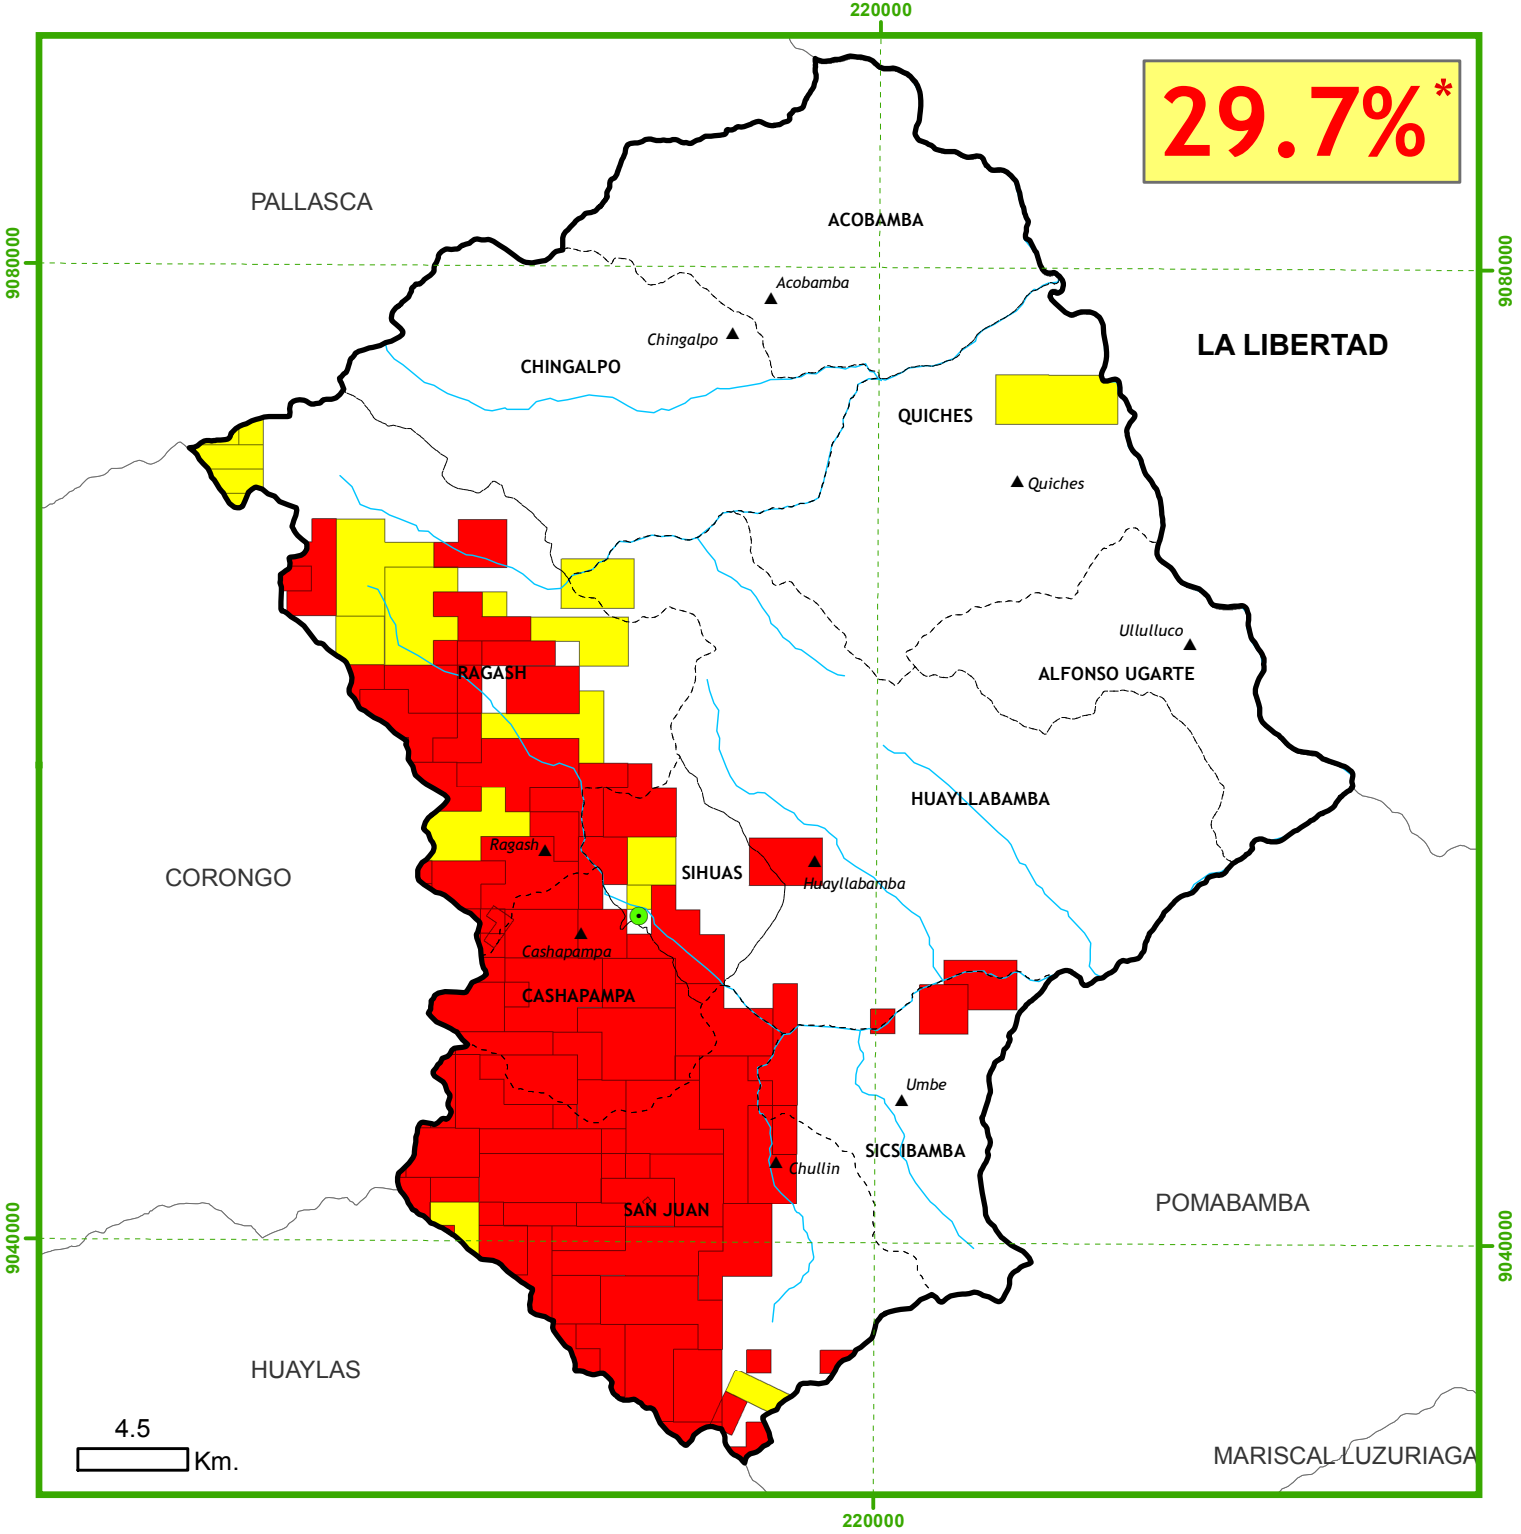 220000
29.7%*
PALLASCA
ACOBAMBA
9080000
9080000
Acobamba
Chingalpo
LA LIBERTAD
CHINGALPO
QUICHES
Quiches
Ullulluco
RAGASH
ALFONSO UGARTE
HUAYLLABAMBA
Ragash
CORONGO
SIHUAS
Huayllabamba
Cashapampa
CASHAPAMPA
Umbe
SICSIBAMBA
Chullin
POMABAMBA
SAN JUAN
9040000
9040000
HUAYLAS
4.5
Km.
MARISCAL LUZURIAGA
220000